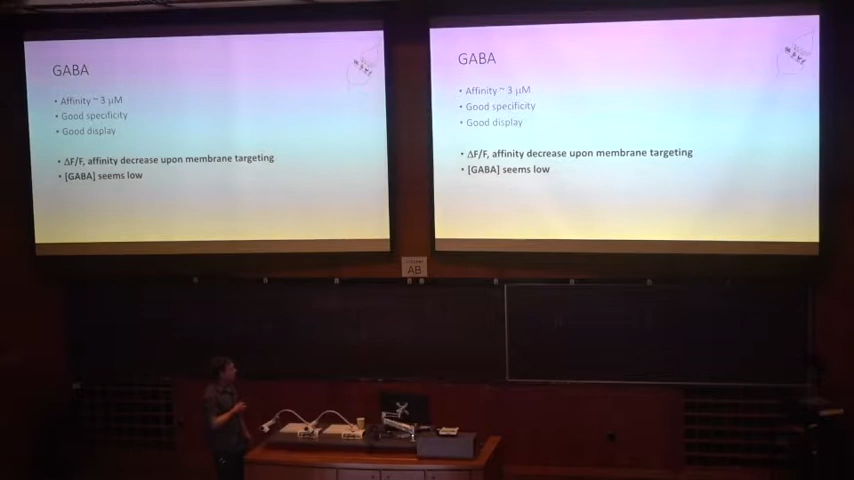 GABA
• Affinity ~ 3 μM
• Good specificity
• Good display
• ΔF/F, affinity decrease upon membrane targeting
• [GABA] seems low
GABA
• Affinity ~ 3 μM
• Good specificity
• Good display
• ΔF/F, affinity decrease upon membrane targeting
• [GABA] seems low
AB